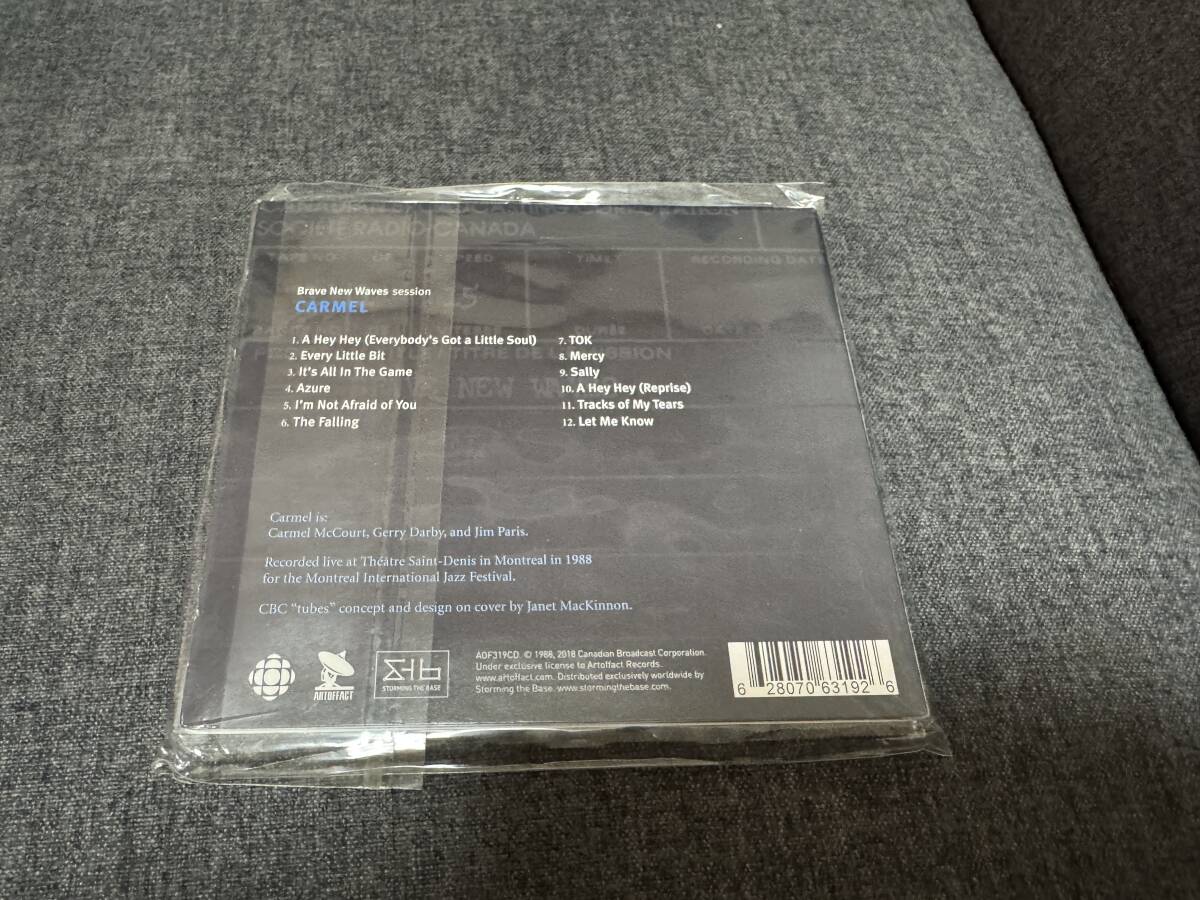 SOCIÉTÉ RADIO-CANADA
TIME
RECORDING DATE
Brave New Waves session
CARMEL
1. A Hey Hey (Everybody's Got a Little Soul)
2. Every Little Bit
3. It's All In The Game
4. Azure
5. I'm Not Afraid of You
6. The Falling
7. TOK
8. Mercy
9. Sally
10. A Hey Hey (Reprise)
11. Tracks of My Tears
12. Let Me Know
NEW
Carmel is:
Carmel McCourt, Gerry Darby, and Jim Paris.
Recorded live at Théatre Saint-Denis in Montreal in 1988
for the Montreal International Jazz Festival.
CBC "tubes" concept and design on cover by Janet MacKinnon.
ARTOFFACT
STORMING THE BASE
AOF319CD. © 1988, 2018 Canadian Broadcast Corporation.
Under exclusive license to Artoffact Records.
www.artoffact.com. Distributed exclusively worldwide by
Storming the Base. www.stormingthebase.com.
6 28070 63192 6